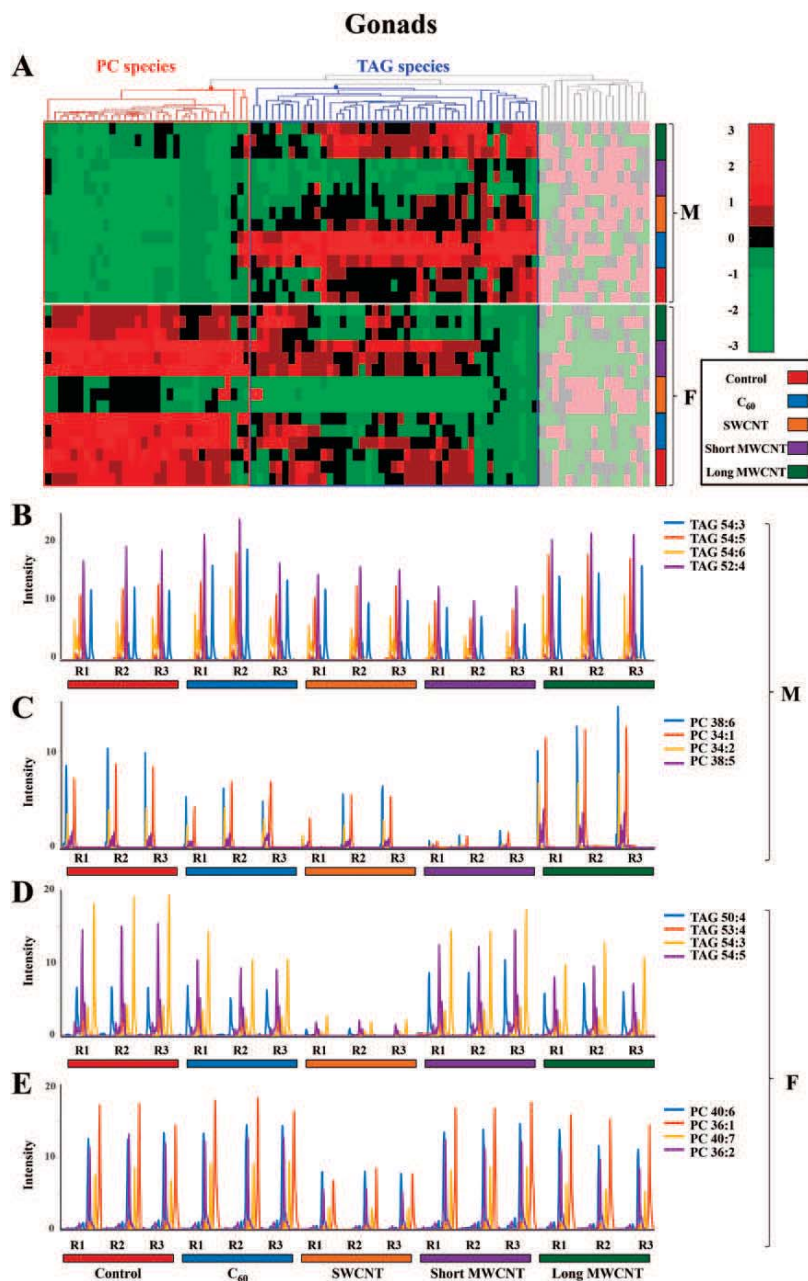 Gonads
A
PC species
TAG species
M
F
3
2
1
0
-1
-2
-3
Control
C60
SWCNT
Short MWCNT
Long MWCNT
B
Intensity
20
10
0
R1 R2 R3 R1 R2 R3 R1 R2 R3 R1 R2 R3 R1 R2 R3
TAG 54:3
TAG 54:5
TAG 54:6
TAG 52:4
C
Intensity
10
0
R1 R2 R3 R1 R2 R3 R1 R2 R3 R1 R2 R3 R1 R2 R3
PC 38:6
PC 34:1
PC 34:2
PC 38:5
M
D
Intensity
20
10
0
R1 R2 R3 R1 R2 R3 R1 R2 R3 R1 R2 R3 R1 R2 R3
TAG 50:4
TAG 53:4
TAG 54:3
TAG 54:5
E
Intensity
20
10
0
R1 R2 R3 R1 R2 R3 R1 R2 R3 R1 R2 R3 R1 R2 R3
PC 40:6
PC 36:1
PC 40:7
PC 36:2
F
Control C60 SWCNT Short MWCNT Long MWCNT